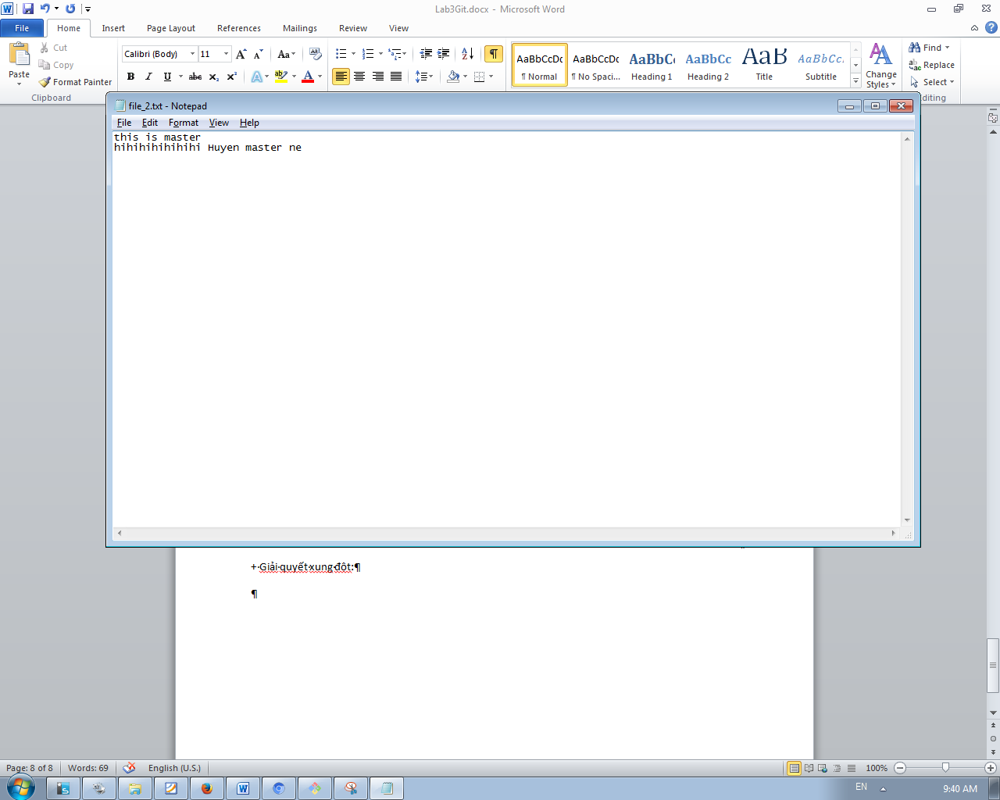 Lab3Git.docx - Microsoft Word
File Home Insert Page Layout References Mailings Review View
Paste Cut Copy Format Painter Clipboard
Calibri (Body) 11
AaBbCcDc ¶ Normal
AaBbCcDc ¶ No Spaci...
AaBbCc Heading 1
AaBbCc Heading 2
AaB Title
AaBbCc. Subtitle
Change Styles
Find
Replace
Select
diting
file_2.txt - Notepad
File Edit Format View Help
this is master
hihihihihihihi Huyen master ne
+·Giải·quyết·xung·đột:¶
¶
Page: 8 of 8 Words: 69 English (U.S.) 100%
EN 9:40 AM